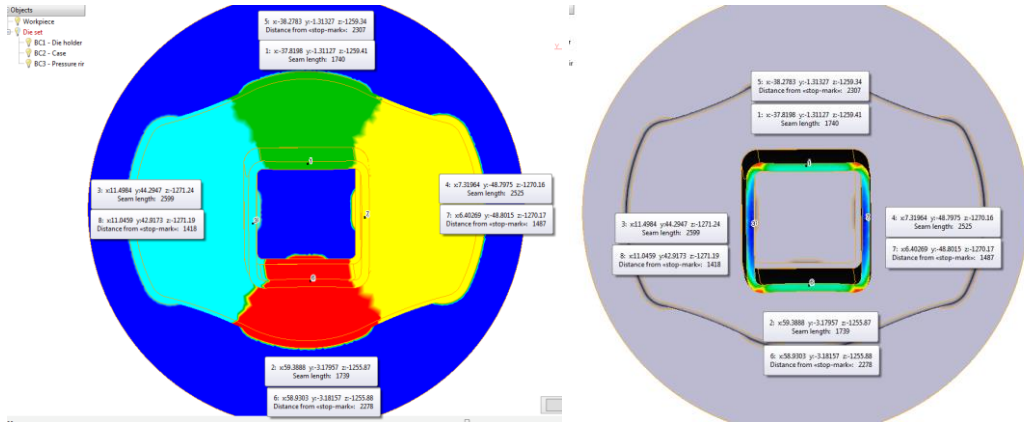 Objects
Workpiece
Die set
BC1 - Die holder
BC2 - Case
BC3 - Pressure rir
5: x:-38.2783 y:-1.31327 z:-1259.34
Distance from «stop-mark»: 2307
1: x:-37.8198 y:-1.31127 z:-1259.41
Seam length: 1740
3: x:11.4984 y:44.2947 z:-1271.24
Seam length: 2599
8: x:11.0459 y:42.9173 z:-1271.19
Distance from «stop-mark»: 1418
4: x:7.31964 y:-48.7975 z:-1270.16
Seam length: 2525
7: x:6.40269 y:-48.8015 z:-1270.17
Distance from «stop-mark»: 1487
2: x:59.3888 y:-3.17957 z:-1255.87
Seam length: 1739
6: x:58.9303 y:-3.18157 z:-1255.88
Distance from «stop-mark»: 2278
ir
5: x:-38.2783 y:-1.31327 z:-1259.34
Distance from «stop-mark»: 2307
1: x:-37.8198 y:-1.31127 z:-1259.41
Seam length: 1740
3: x:11.4984 y:44.2947 z:-1271.24
Seam length: 2599
8: x:11.0459 y:42.9173 z:-1271.19
Distance from «stop-mark»: 1418
4: x:7.31964 y:-48.7975 z:-1270.16
Seam length: 2525
7: x:6.40269 y:-48.8015 z:-1270.17
Distance from «stop-mark»: 1487
2: x:59.3888 y:-3.17957 z:-1255.87
Seam length: 1739
6: x:58.9303 y:-3.18157 z:-1255.88
Distance from «stop-mark»: 2278